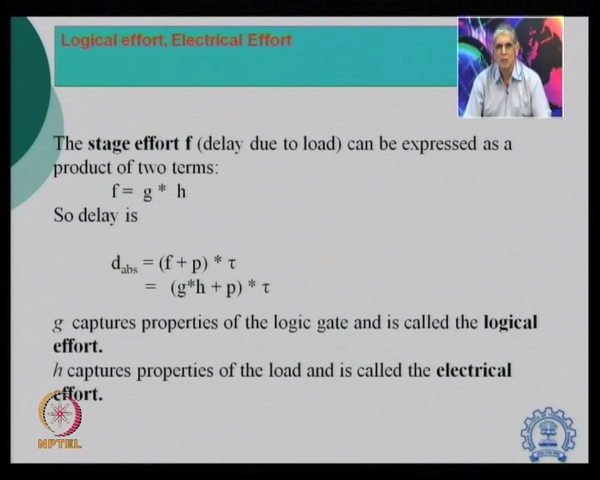 Logical effort, Electrical Effort
The stage effort f (delay due to load) can be expressed as a
product of two terms:
f = g * h
So delay is
dabs = (f + p) * τ
= (g*h + p) * τ
g captures properties of the logic gate and is called the logical
effort.
h captures properties of the load and is called the electrical
effort.
NPTEL